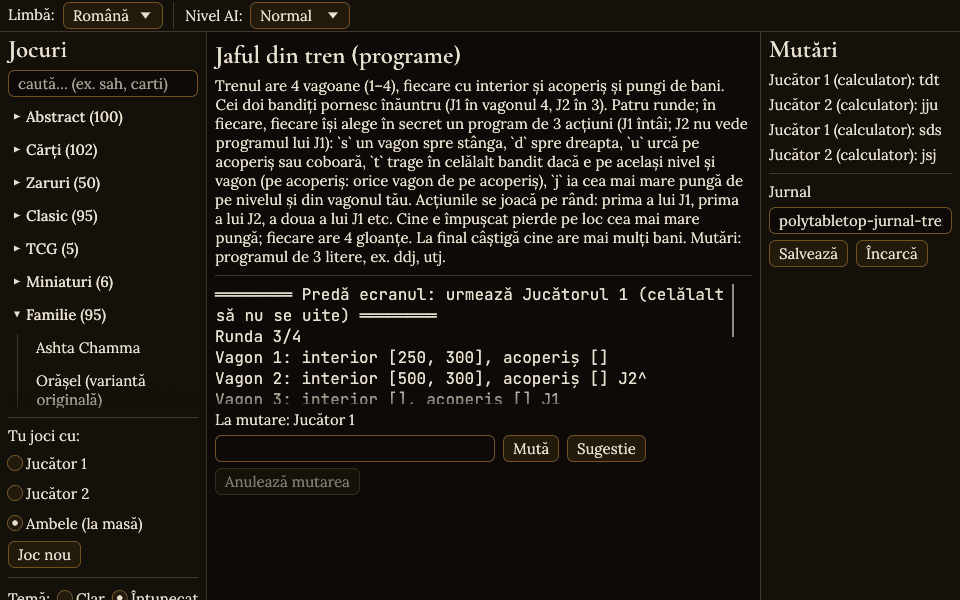 Limbă: Română ▼ Nivel AI: Normal ▼
Jocuri
caută... (ex. sah, carti)
▸ Abstract (100)
▸ Cărți (102)
▸ Zaruri (50)
▸ Clasic (95)
▸ TCG (5)
▸ Miniaturi (6)
▾ Familie (95)
Ashta Chamma
Orășel (variantă
originală)
Tu joci cu:
Jucător 1
Jucător 2
Ambele (la masă)
Joc nou
Temă: Clar Întunecat
Jaful din tren (programe)
Trenul are 4 vagoane (1–4), fiecare cu interior și acoperiș și pungi de bani.
Cei doi bandiți pornesc înăuntru (J1 în vagonul 4, J2 în 3). Patru runde; în
fiecare, fiecare își alege în secret un program de 3 acțiuni (J1 întâi; J2 nu vede
programul lui J1): `s` un vagon spre stânga, `d` spre dreapta, `u` urcă pe
acoperiș sau coboară, `t` trage în celălalt bandit dacă e pe același nivel și
vagon (pe acoperiș: orice vagon de pe acoperiș), `j` ia cea mai mare pungă de
pe nivelul și din vagonul tău. Acțiunile se joacă pe rând: prima a lui J1, prima
a lui J2, a doua a lui J1 etc. Cine e împușcat pierde pe loc cea mai mare
pungă; fiecare are 4 gloanțe. La final câștigă cine are mai mulți bani. Mutări:
programul de 3 litere, ex. ddj, utj.
════════ Predă ecranul: urmează Jucătorul 1 (celălalt
să nu se uite) ════════
Runda 3/4
Vagon 1: interior [250, 300], acoperiș []
Vagon 2: interior [500, 300], acoperiș [] J2^
Vagon 3: interior [], acoperiș [] J1
La mutare: Jucător 1
Mută Sugestie
Anulează mutarea
Mutări
Jucător 1 (calculator): tdt
Jucător 2 (calculator): jju
Jucător 1 (calculator): sds
Jucător 2 (calculator): jsj
Jurnal
polytabletop-jurnal-tre
Salvează Încarcă